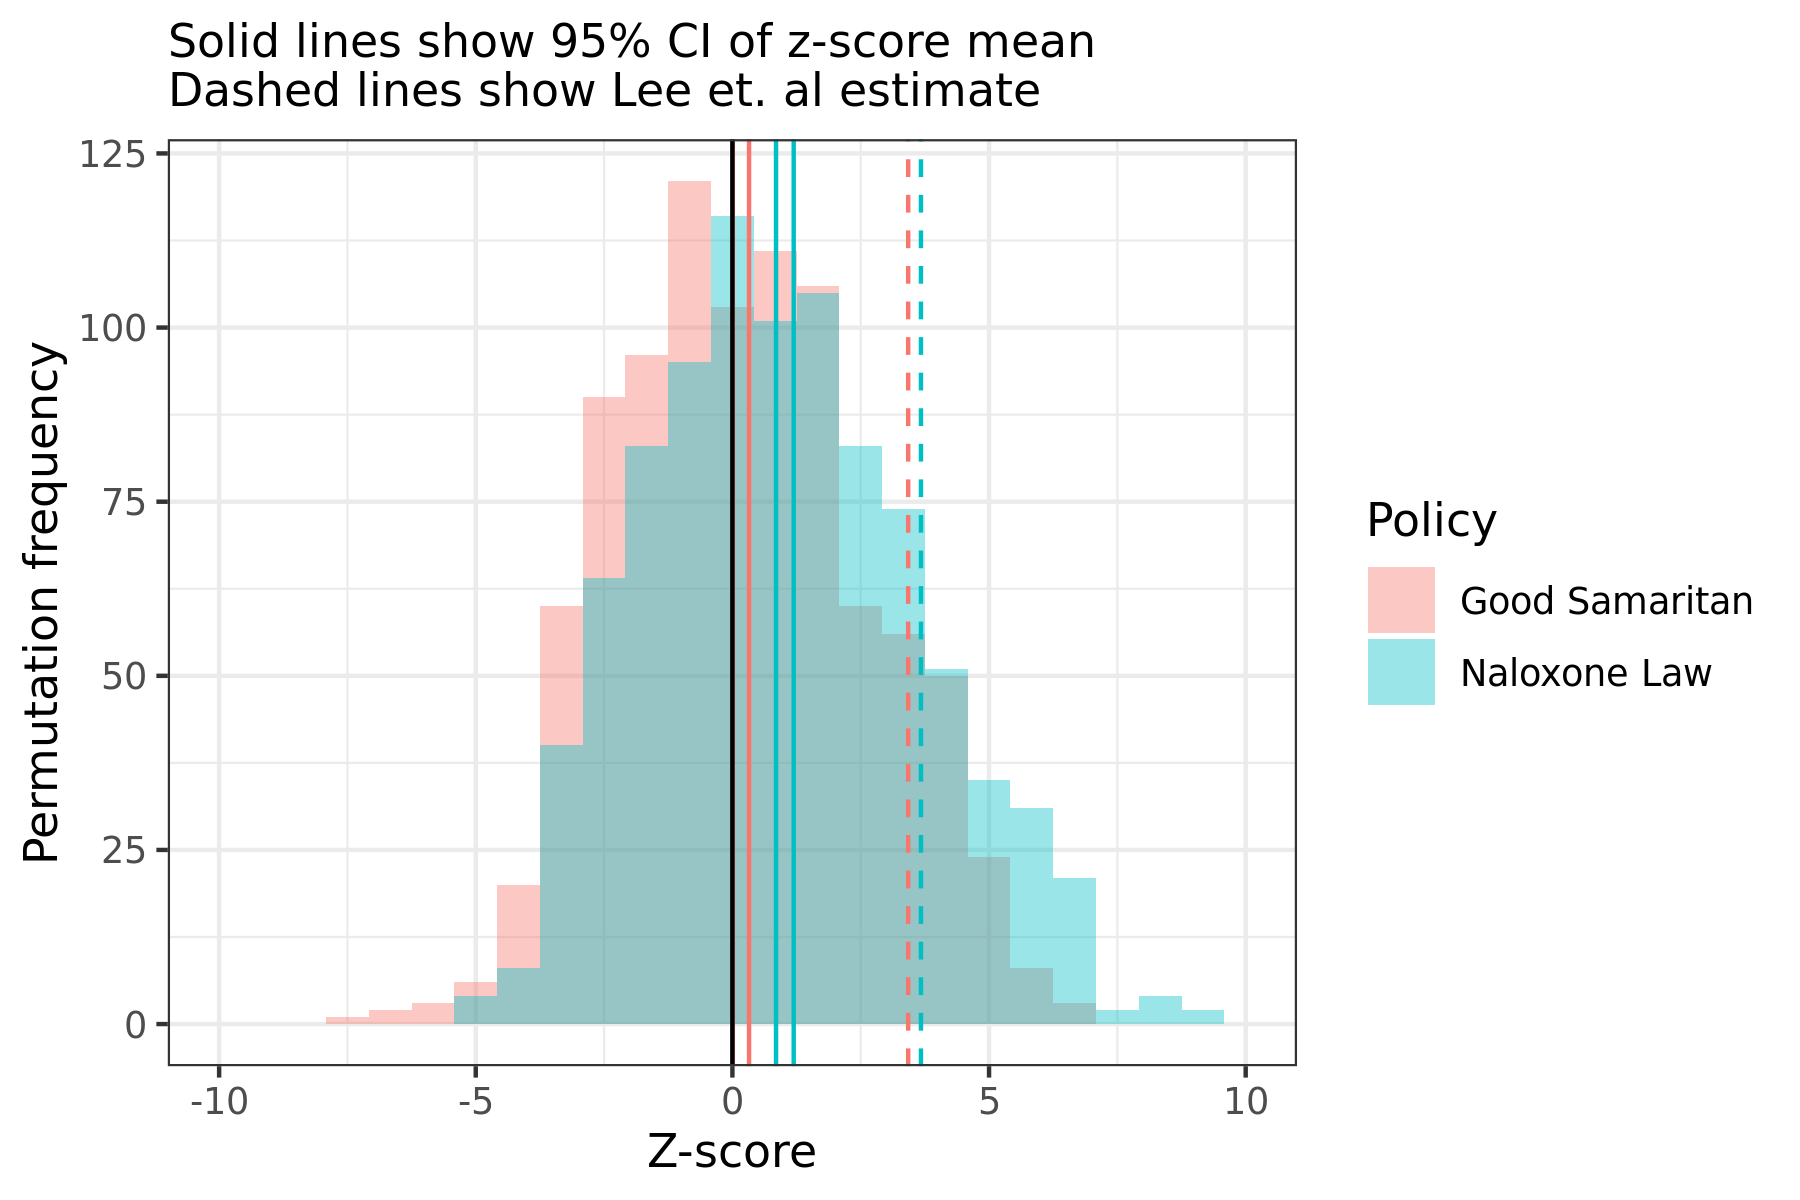 Solid lines show 95% CI of z-score mean
Dashed lines show Lee et. al estimate
125
100
75
50
25
0
Permutation frequency
-10 -5 0 5 10
Z-score
Policy
Good Samaritan
Naloxone Law